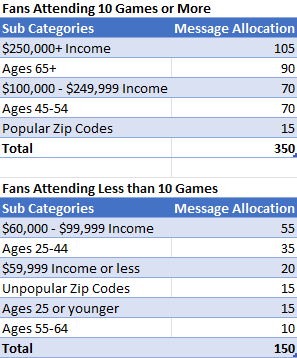 Fans Attending 10 Games or More
Sub Categories Message Allocation
$250,000+ Income 105
Ages 65+ 90
$100,000 - $249,999 Income 70
Ages 45-54 70
Popular Zip Codes 15
Total 350
Fans Attending Less than 10 Games
Sub Categories Message Allocation
$60,000 - $99,999 Income 55
Ages 25-44 35
$59,999 Income or less 20
Unpopular Zip Codes 15
Ages 25 or younger 15
Ages 55-64 10
Total 150